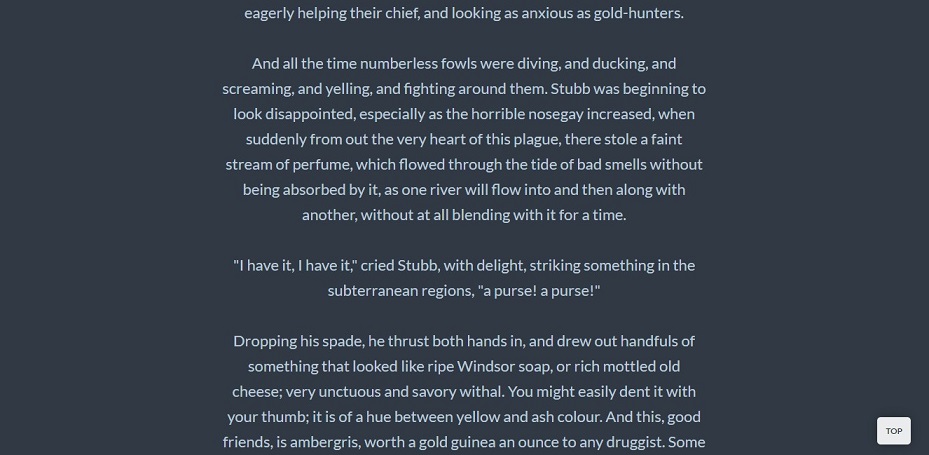 eagerly helping their chief, and looking as anxious as gold-hunters.
And all the time numberless fowls were diving, and ducking, and
screaming, and yelling, and fighting around them. Stubb was beginning to
look disappointed, especially as the horrible nosegay increased, when
suddenly from out the very heart of this plague, there stole a faint
stream of perfume, which flowed through the tide of bad smells without
being absorbed by it, as one river will flow into and then along with
another, without at all blending with it for a time.
"I have it, I have it," cried Stubb, with delight, striking something in the
subterranean regions, "a purse! a purse!"
Dropping his spade, he thrust both hands in, and drew out handfuls of
something that looked like ripe Windsor soap, or rich mottled old
cheese; very unctuous and savory withal. You might easily dent it with
your thumb; it is of a hue between yellow and ash colour. And this, good
friends, is ambergris, worth a gold guinea an ounce to any druggist. Some
TOP